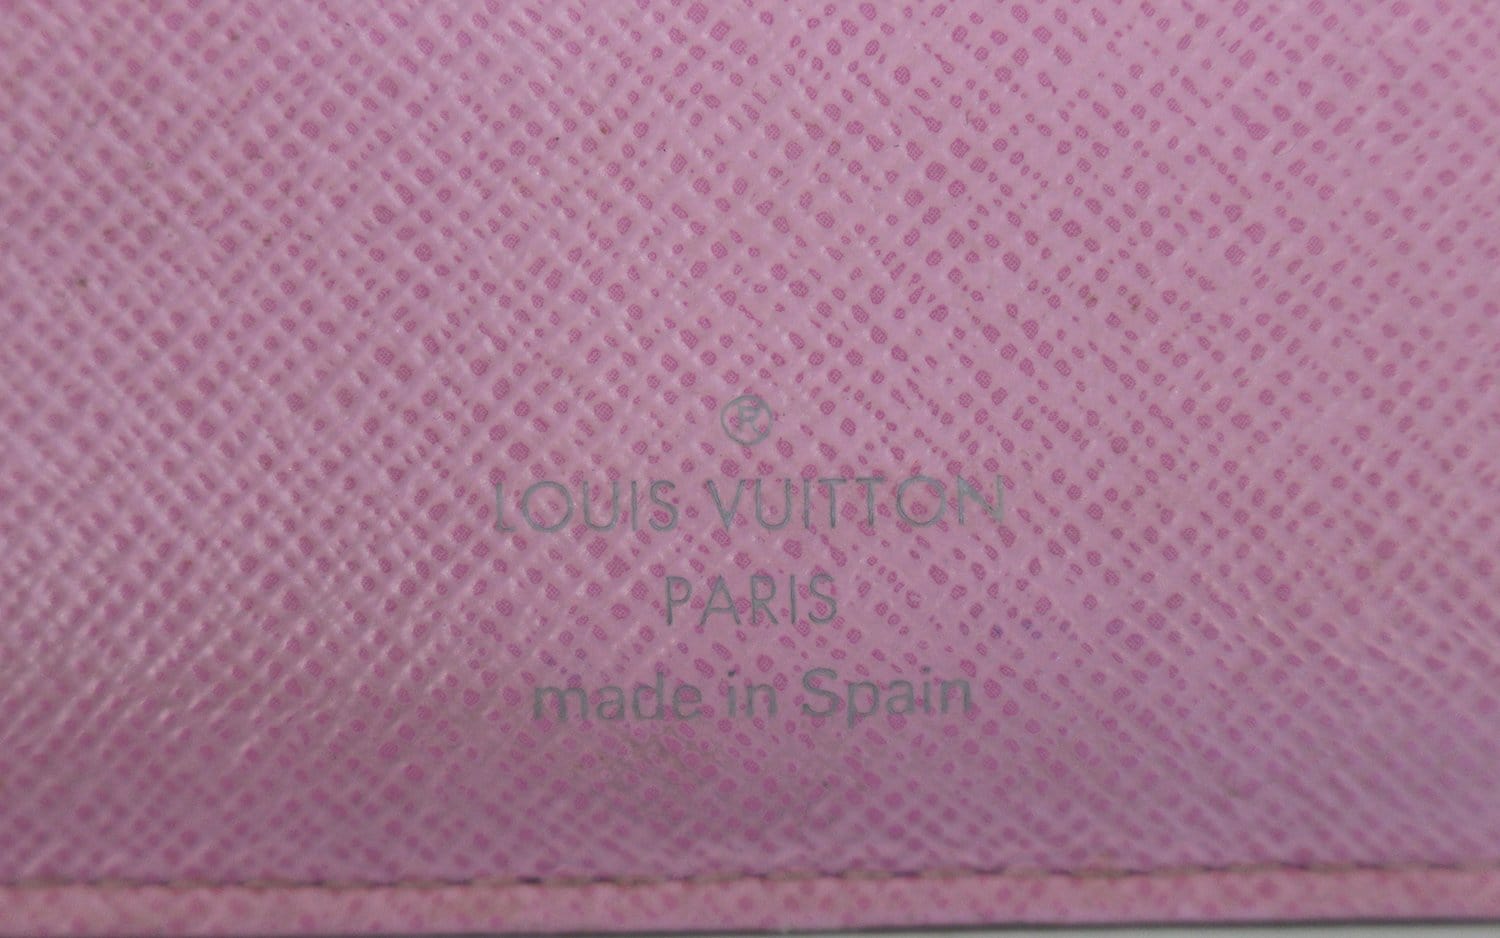 ®
LOUIS VUITTON
PARIS
made in Spain